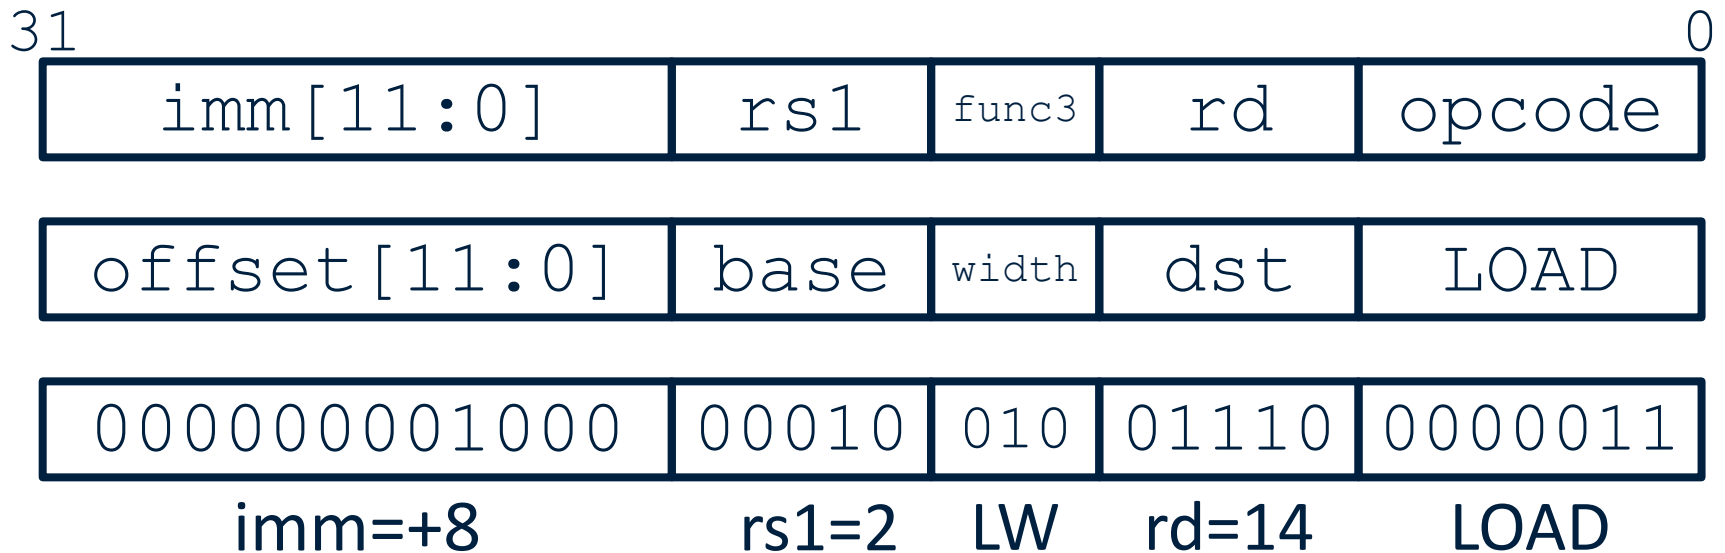 31 0
imm[11:0] rs1 func3 rd opcode
offset[11:0] base width dst LOAD
000000001000 00010 010 01110 0000011
imm=+8 rs1=2 LW rd=14 LOAD